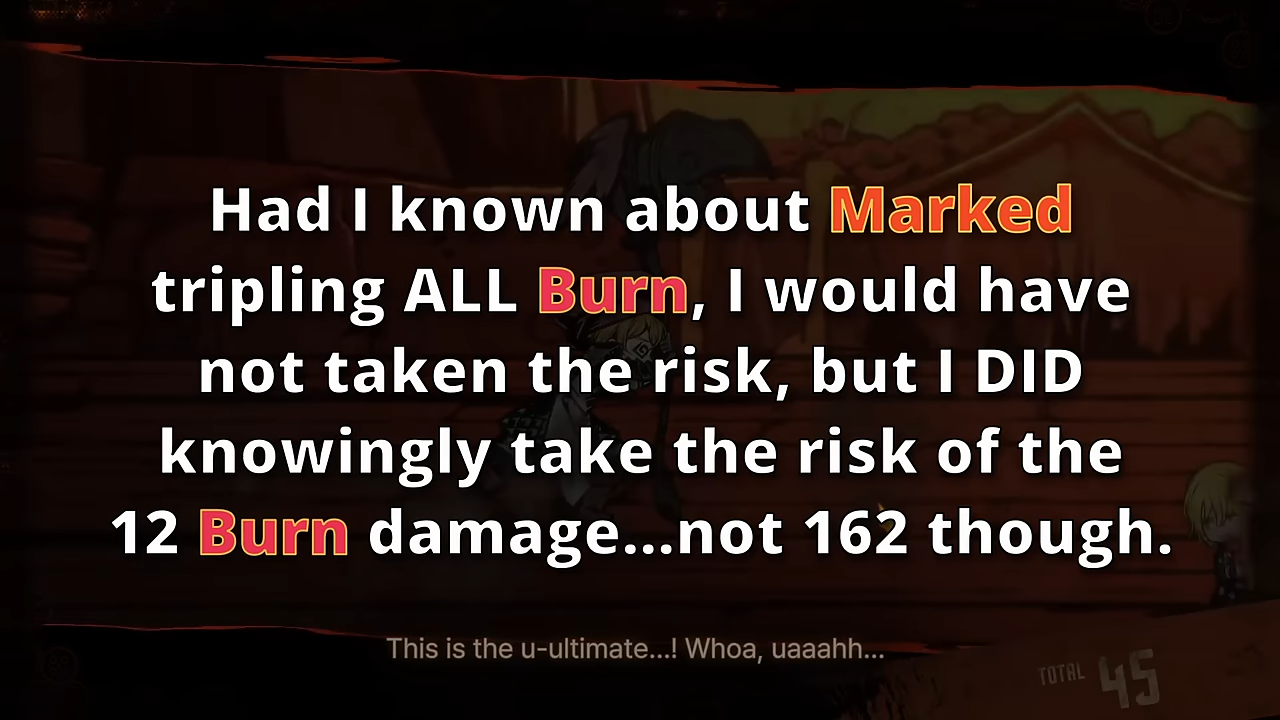 Had I known about Marked
tripling ALL Burn, I would have
not taken the risk, but I DID
knowingly take the risk of the
12 Burn damage...not 162 though.
This is the u-ultimate...! Whoa, uaaahh...
TOTAL 45